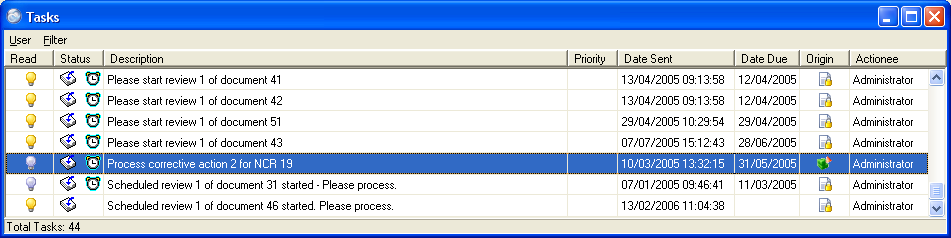 Tasks
User Filter
Read Status Description Priority Date Sent Date Due Origin Actionee
Please start review 1 of document 41 13/04/2005 09:13:58 12/04/2005 Administrator
Please start review 1 of document 42 13/04/2005 09:13:58 12/04/2005 Administrator
Please start review 1 of document 51 29/04/2005 10:29:54 29/04/2005 Administrator
Please start review 1 of document 43 07/07/2005 15:12:43 28/06/2005 Administrator
Process corrective action 2 for NCR 19 10/03/2005 13:32:15 31/05/2005 Administrator
Scheduled review 1 of document 31 started - Please process. 07/01/2005 09:46:41 11/03/2005 Administrator
Scheduled review 1 of document 46 started. Please process. 13/02/2006 11:04:38 Administrator
Total Tasks: 44